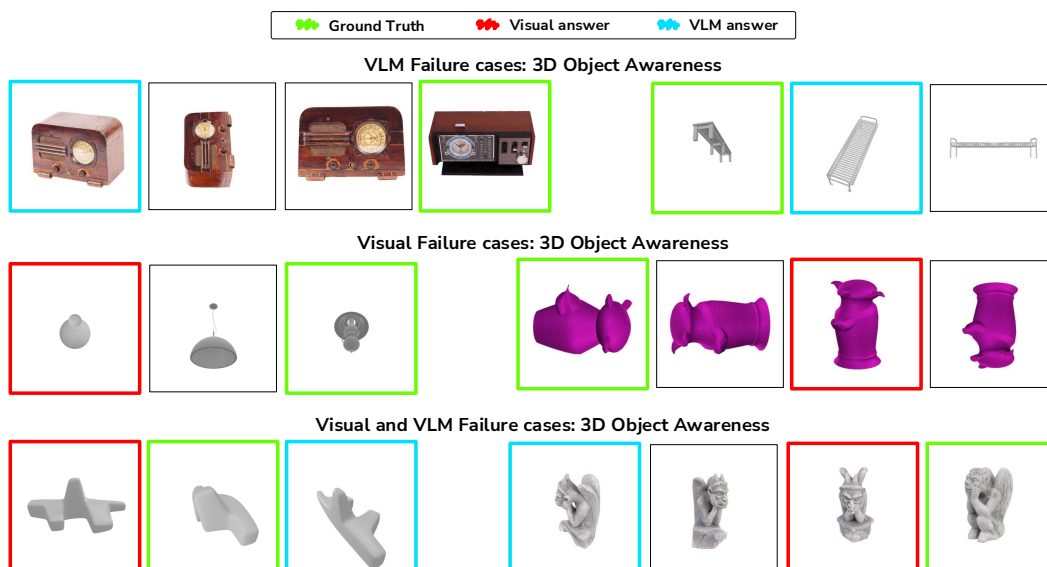 Ground Truth
Visual answer
VLM answer
VLM Failure cases: 3D Object Awareness
Visual Failure cases: 3D Object Awareness
Visual and VLM Failure cases: 3D Object Awareness